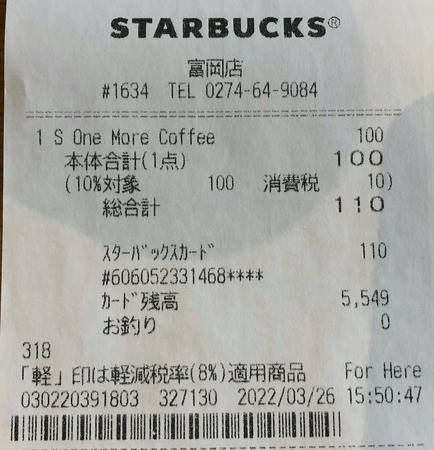 STARBUCKS®
富岡店
#1634 TEL 0274-64-9084
1 S One More Coffee 100
本体合計(1点) 100
(10%対象 100 消費税 10)
総合計 110
ｽﾀｰﾊﾞｯｸｽｶｰﾄﾞ 110
#606052331468****
ｶｰﾄﾞ残高 5,549
お釣り 0
318
「軽」印は軽減税率(8%)適用商品 For Here
030220391803 327130 2022/03/26 15:50:47